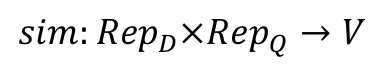 sim: Rep_D×Rep_Q → V